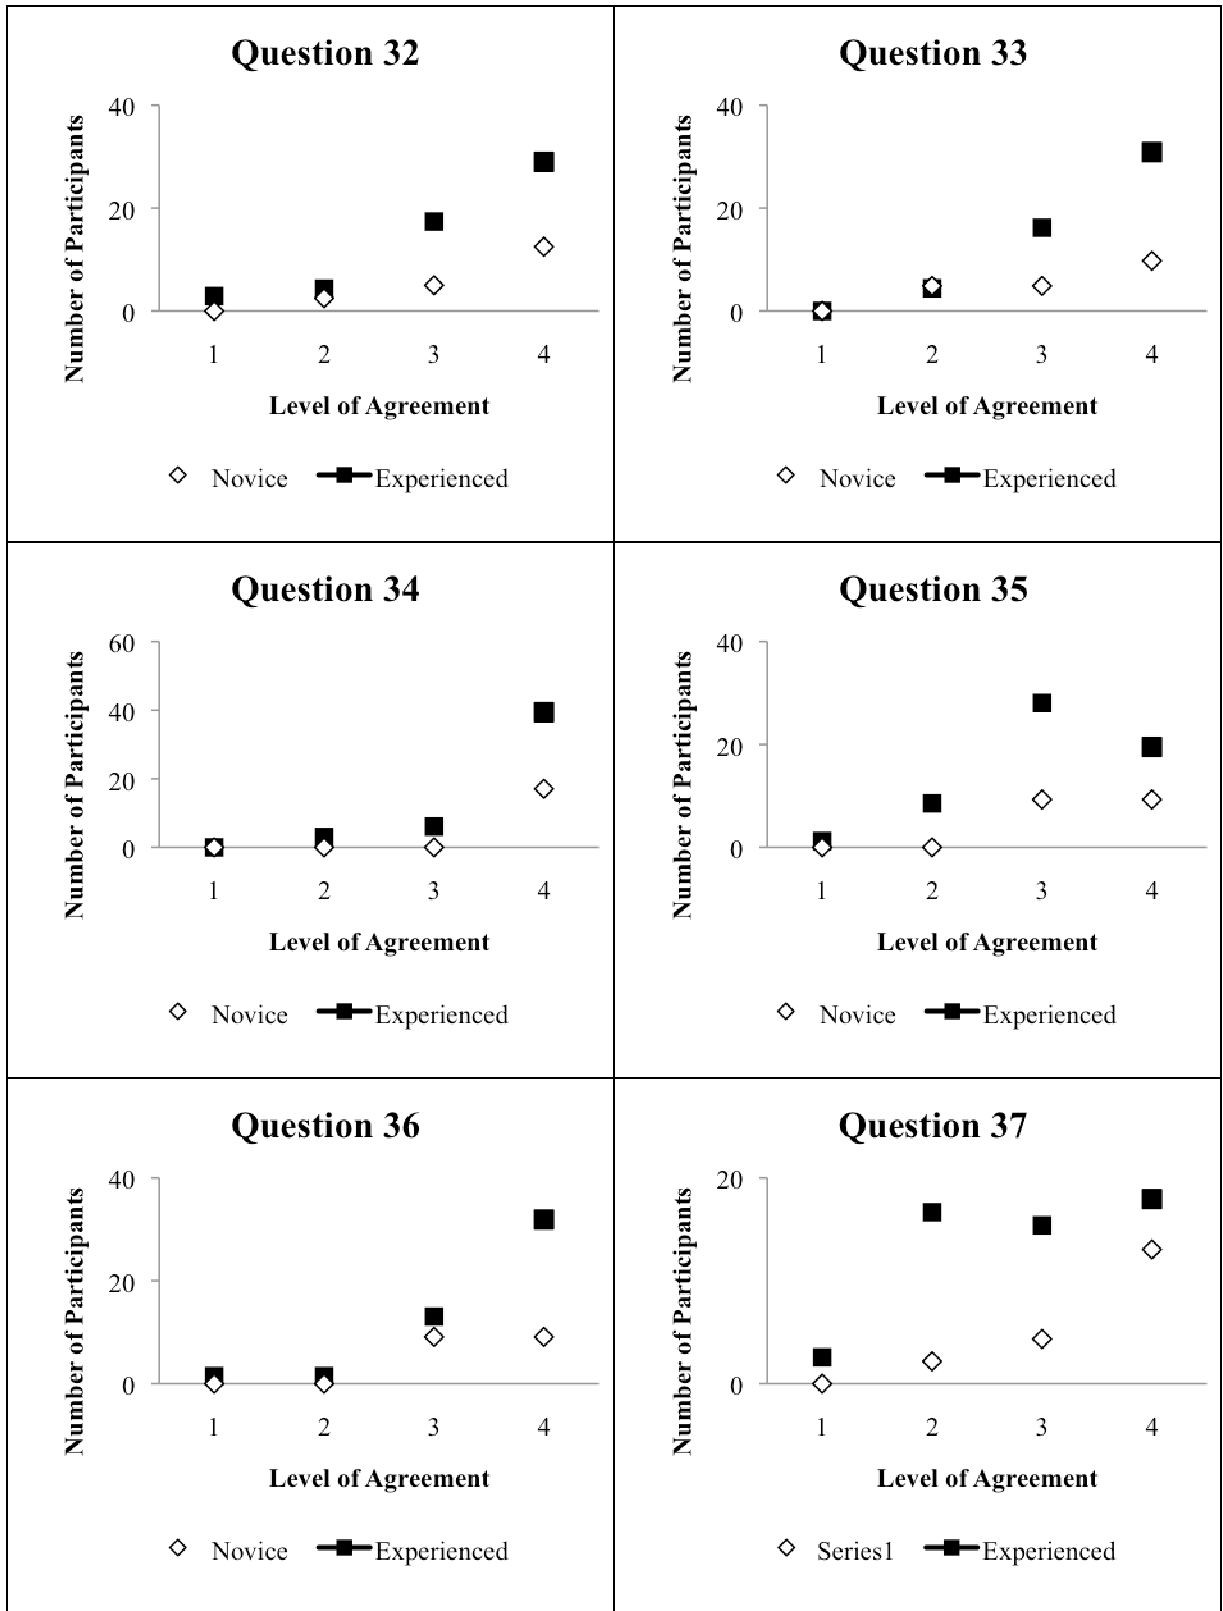 Question 32
Number of Participants
40
20
0
1 2 3 4
Level of Agreement
Novice Experienced
Question 33
Number of Participants
40
20
0
1 2 3 4
Level of Agreement
Novice Experienced
Question 34
Number of Participants
60
40
20
0
1 2 3 4
Level of Agreement
Novice Experienced
Question 35
Number of Participants
40
20
0
1 2 3 4
Level of Agreement
Novice Experienced
Question 36
Number of Participants
40
20
0
1 2 3 4
Level of Agreement
Novice Experienced
Question 37
Number of Participants
20
0
1 2 3 4
Level of Agreement
Series1 Experienced